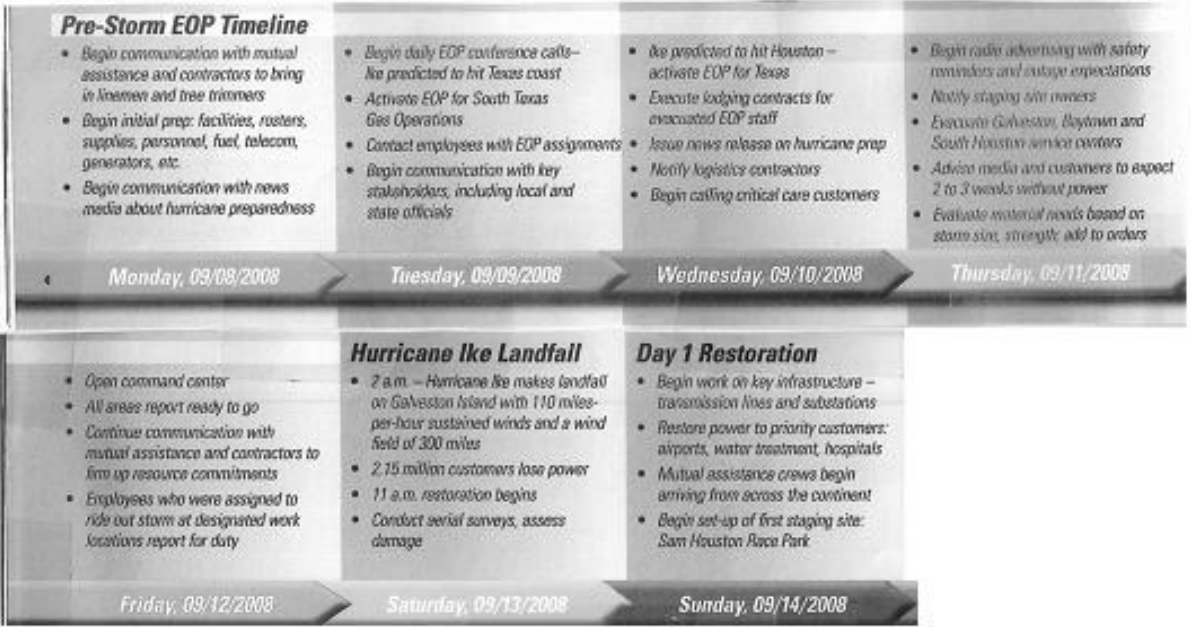 Pre-Storm EOP Timeline
• Begin communication with mutual
assistance and contractors to bring
in linemen and tree trimmers
• Begin initial prep: facilities, rosters,
supplies, personnel, fuel, telecom,
generators, etc.
• Begin communication with news
media about hurricane preparedness
Monday, 09/08/2008
• Begin daily EOP conference calls–
Ike predicted to hit Texas coast
• Activate EOP for South Texas
Gas Operations
• Contact employees with EOP assignments
• Begin communication with key
stakeholders, including local and
state officials
Tuesday, 09/09/2008
• Ike predicted to hit Houston –
activate EOP for Texas
• Execute lodging contracts for
evacuated EOP staff
• Issue news release on hurricane prep
• Notify logistics contractors
• Begin calling critical care customers
Wednesday, 09/10/2008
• Begin radio advertising with safety
reminders and outage expectations
• Notify staging site owners
• Evacuate Galveston, Baytown and
South Houston service centers
• Advise media and customers to expect
2 to 3 weeks without power
• Evaluate material needs based on
storm size, strength; add to orders
Thursday, 09/11/2008
• Open command center
• All areas report ready to go
• Continue communication with
mutual assistance and contractors to
firm up resource commitments
• Employees who were assigned to
ride out storm at designated work
locations report for duty
Friday, 09/12/2008
Hurricane Ike Landfall
• 2 a.m. – Hurricane Ike makes landfall
on Galveston Island with 110 miles-
per-hour sustained winds and a wind
field of 300 miles
• 2.15 million customers lose power
• 11 a.m. restoration begins
• Conduct aerial surveys, assess
damage
Saturday, 09/13/2008
Day 1 Restoration
• Begin work on key infrastructure –
transmission lines and substations
• Restore power to priority customers:
airports, water treatment, hospitals
• Mutual assistance crews begin
arriving from across the continent
• Begin set-up of first staging site:
Sam Houston Race Park
Sunday, 09/14/2008